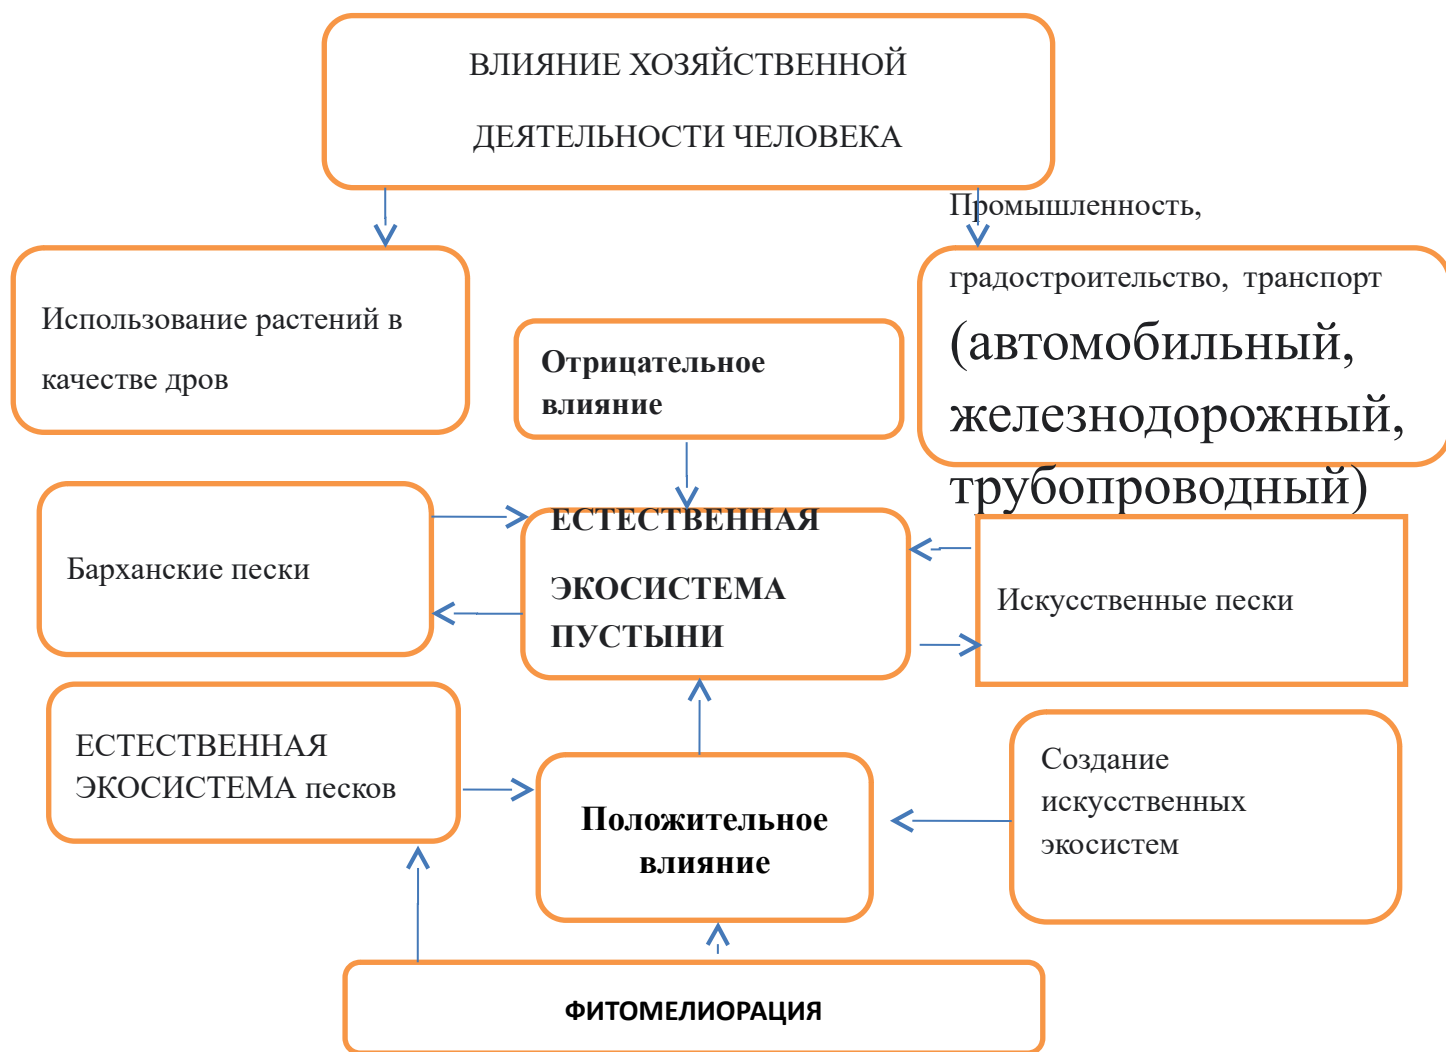 ВЛИЯНИЕ ХОЗЯЙСТВЕННОЙ
ДЕЯТЕЛЬНОСТИ ЧЕЛОВЕКА
Использование растений в
качестве дров
Отрицательное
влияние
Промышленность,
градостроительство, транспорт
(автомобильный,
железнодорожный,
трубопроводный)
Барханские пески
ЕСТЕСТВЕННАЯ
ЭКОСИСТЕМА
ПУСТЫНИ
Искусственные пески
ЕСТЕСТВЕННАЯ
ЭКОСИСТЕМА песков
Положительное
влияние
Создание
искусственных
экосистем
ФИТОМЕЛИОРАЦИЯ